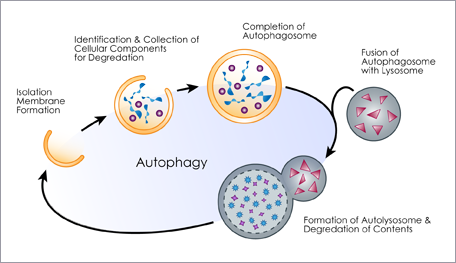 Completion of
Autophagosome
Identification & Collection of
Cellular Components
for Degradation
Fusion of
Autophagosome
with Lysosome
Isolation
Membrane
Formation
Autophagy
Formation of Autolysosome &
Degradation of Contents